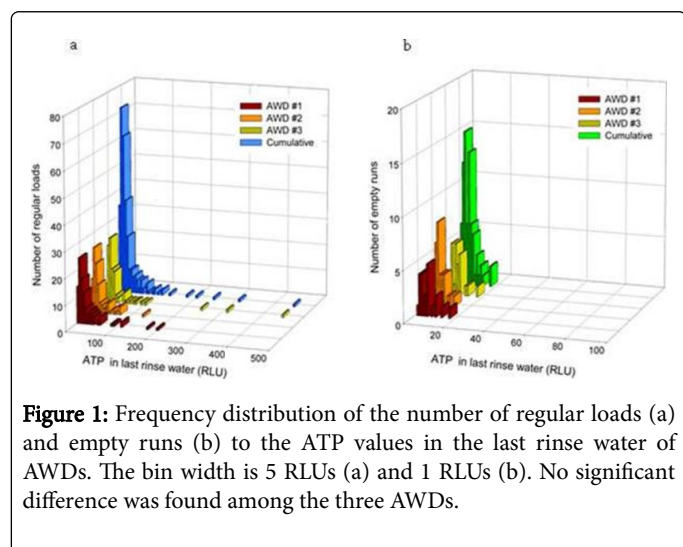 a
b
AWD #1
AWD #2
AWD #3
Cumulative
Number of regular loads
80
70
60
50
40
30
20
10
0
100
200
300
400
500
ATP in last rinse water (RLU)
AWD #1
AWD #2
AWD #3
Cumulative
Number of empty runs
20
15
10
5
0
20
40
60
80
100
ATP in last rinse water (RLU)
Figure 1: Frequency distribution of the number of regular loads (a)
and empty runs (b) to the ATP values in the last rinse water of
AWDs. The bin width is 5 RLUs (a) and 1 RLUs (b). No significant
difference was found among the three AWDs.